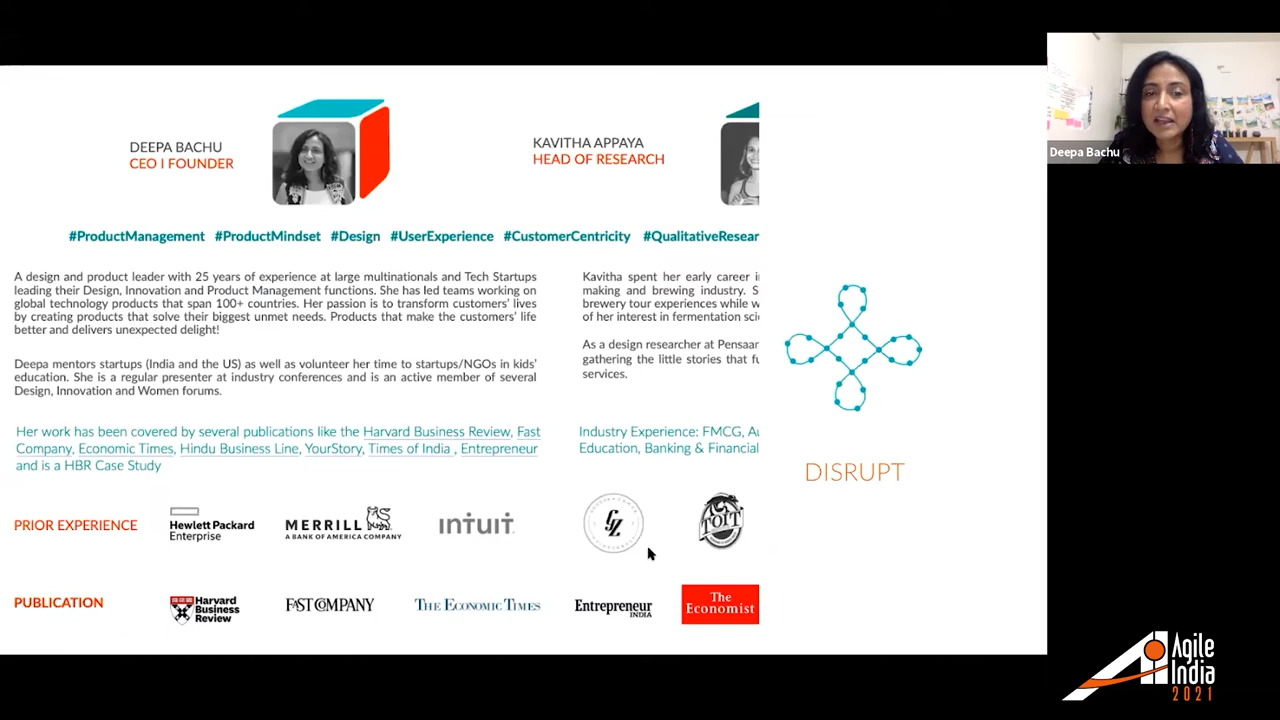 Deepa Bachu
DEEPA BACHU
CEO I FOUNDER
KAVITHA APPAYA
HEAD OF RESEARCH
#ProductManagement #ProductMindset #Design #UserExperience #CustomerCentricity #QualitativeResear
A design and product leader with 25 years of experience at large multinationals and Tech Startups
leading their Design, Innovation and Product Management functions. She has led teams working on
global technology products that span 100+ countries. Her passion is to transform customers' lives
by creating products that solve their biggest unmet needs. Products that make the customers' life
better and delivers unexpected delight!
Deepa mentors startups (India and the US) as well as volunteer her time to startups/NGOs in kids'
education. She is a regular presenter at industry conferences and is an active member of several
Design, Innovation and Women forums.
Her work has been covered by several publications like the Harvard Business Review, Fast
Company, Economic Times, Hindu Business Line, YourStory, Times of India , Entrepreneur
and is a HBR Case Study
Kavitha spent her early career i
making and brewing industry. S
brewery tour experiences while w
of her interest in fermentation sci
As a design researcher at Pensaar
gathering the little stories that fu
services.
Industry Experience: FMCG, Au
Education, Banking & Financial
DISRUPT
PRIOR EXPERIENCE
Hewlett Packard
Enterprise
MERRILL
A BANK OF AMERICA COMPANY
INTUIT
TOIT
PUBLICATION
Harvard
Business
Review
FAST COMPANY
THE ECONOMIC TIMES
Entrepreneur
INDIA
The
Economist
Agile
India
2021